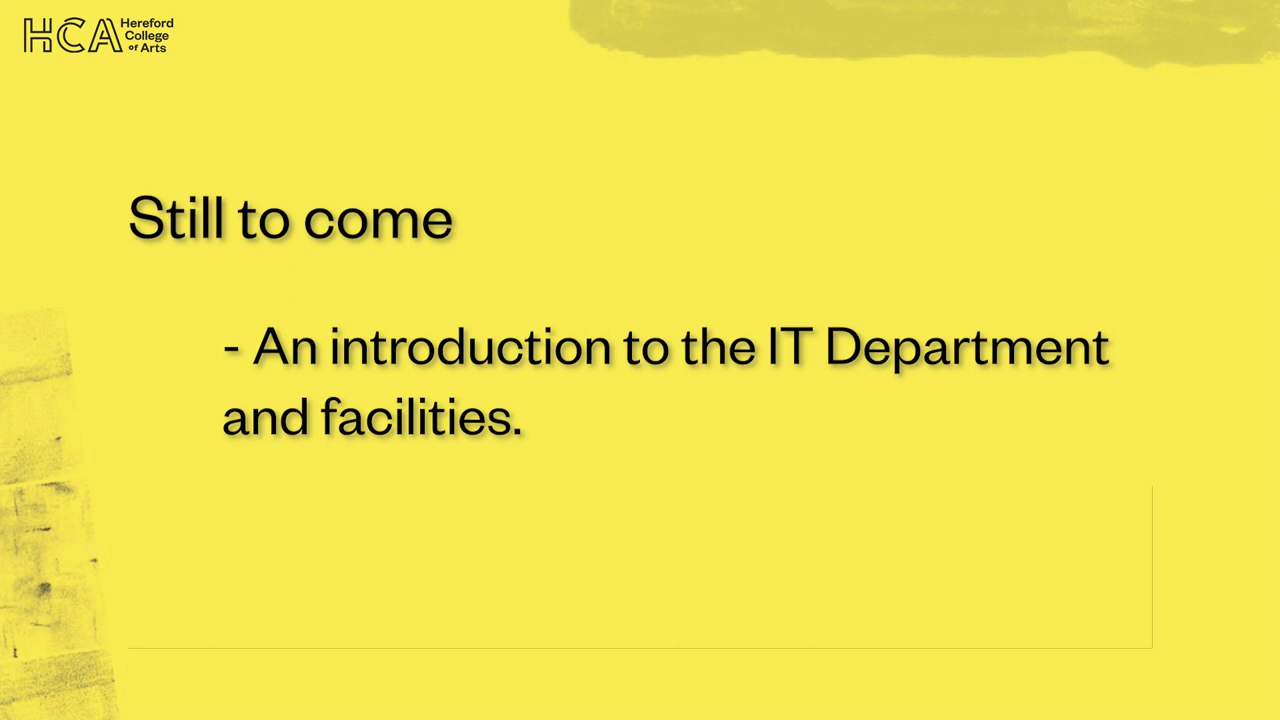 HCA Hereford
College
of Arts
Still to come
- An introduction to the IT Department
and facilities.